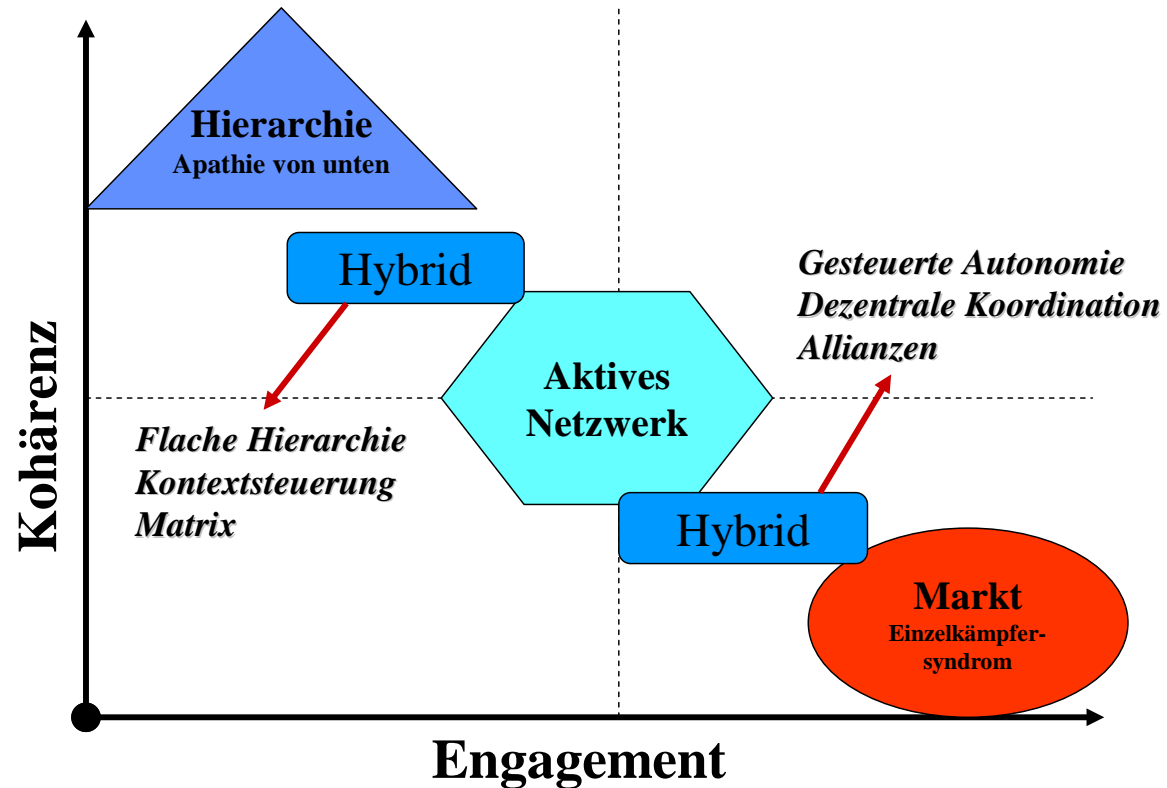 Hierarchie
Apathie von unten
Hybrid
Gesteuerte Autonomie
Dezentrale Koordination
Allianzen
Aktives
Netzwerk
Kohärenz
Flache Hierarchie
Kontextsteuerung
Matrix
Hybrid
Markt
Einzelkämpfer-
syndrom
Engagement